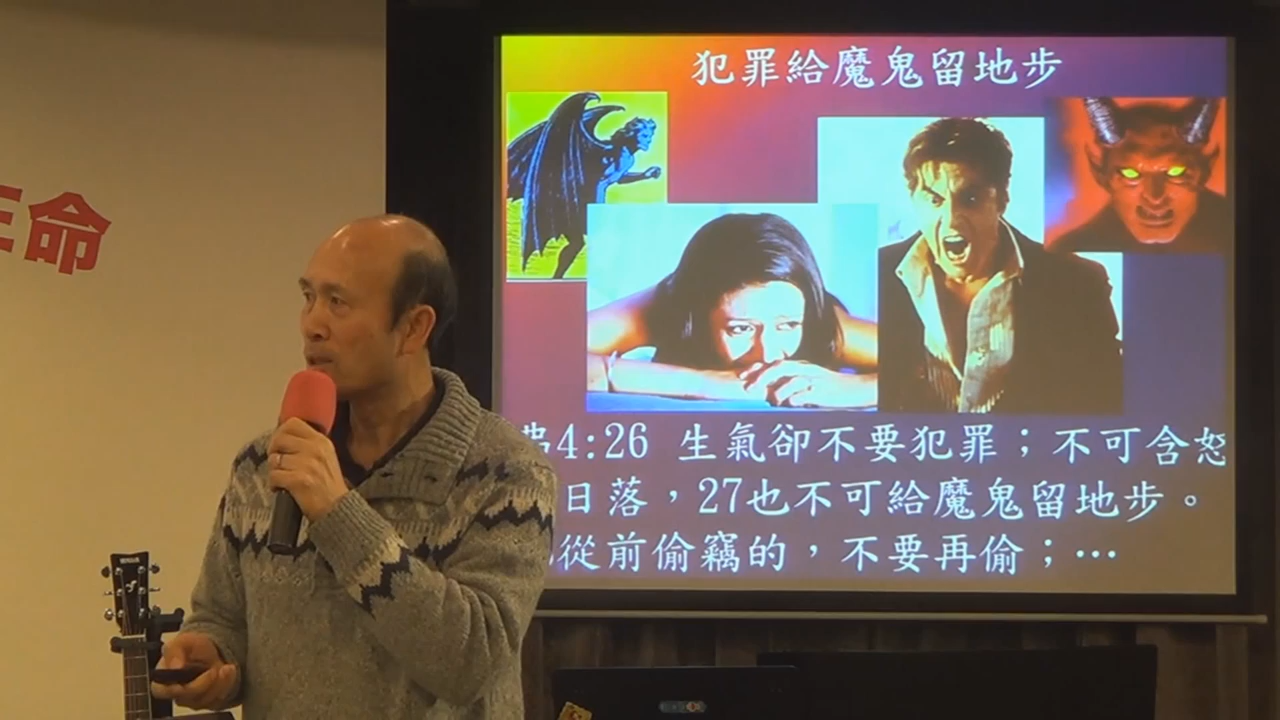 犯罪給魔鬼留地步
生命
弗4:26 生氣卻不要犯罪；不可含怒
日落，27也不可給魔鬼留地步。
從前偷竊的，不要再偷；…